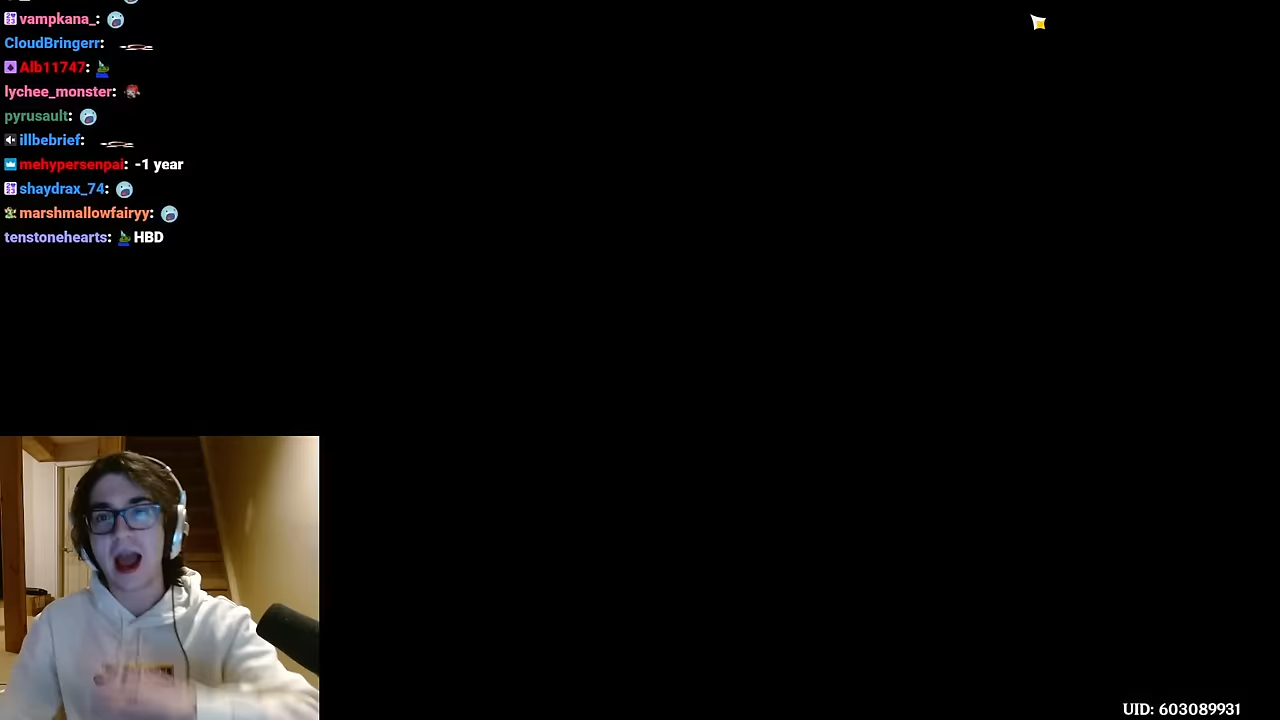 vampkana_:
CloudBringerr:
Alb11747:
lychee_monster:
pyrusault:
illbebrief:
mehypersenpai: -1 year
shaydrax_74:
marshmallowfairyy:
tenstonehearts: HBD
UID: 603089931